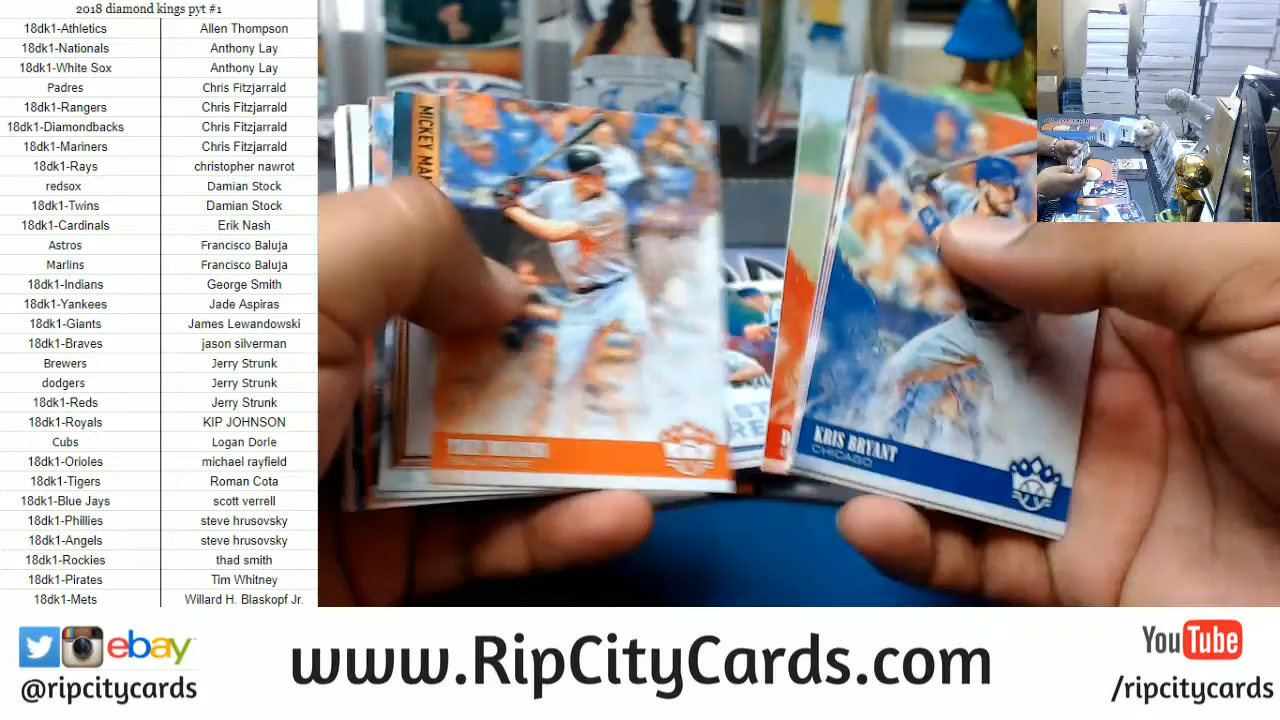 2018 diamond kings pyt #1
18dk1-Athletics Allen Thompson
18dk1-Nationals Anthony Lay
18dk1-White Sox Anthony Lay
Padres Chris Fitzjarrald
18dk1-Rangers Chris Fitzjarrald
18dk1-Diamondbacks Chris Fitzjarrald
18dk1-Mariners Chris Fitzjarrald
18dk1-Rays christopher nawrot
redsox Damian Stock
18dk1-Twins Damian Stock
18dk1-Cardinals Erik Nash
Astros Francisco Baluja
Marlins Francisco Baluja
18dk1-Indians George Smith
18dk1-Yankees Jade Aspiras
18dk1-Giants James Lewandowski
18dk1-Braves jason silverman
Brewers Jerry Strunk
dodgers Jerry Strunk
18dk1-Reds Jerry Strunk
18dk1-Royals KIP JOHNSON
Cubs Logan Dorle
18dk1-Orioles michael rayfield
18dk1-Tigers Roman Cota
18dk1-Blue Jays scott verrell
18dk1-Phillies steve hrusovsky
18dk1-Angels steve hrusovsky
18dk1-Rockies thad smith
18dk1-Pirates Tim Whitney
18dk1-Mets Willard H. Blaskopf Jr.
MICKEY MAN
KRIS BRYANT
CHICAGO
ebay
@ripcitycards
www.RipCityCards.com
YouTube
/ripcitycards